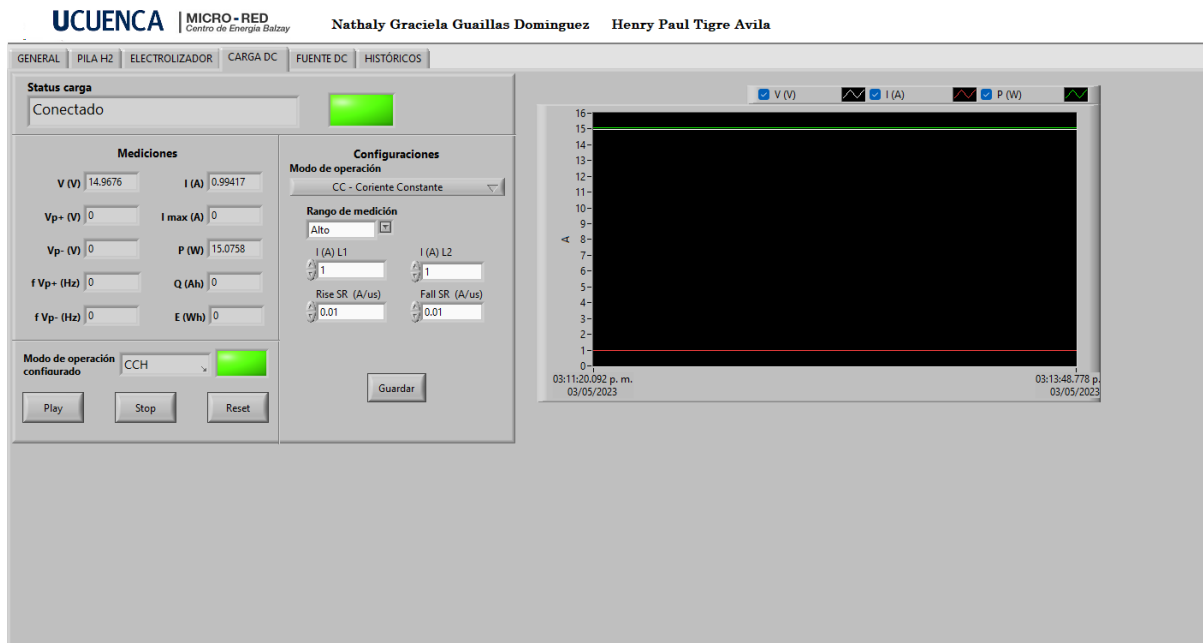 UCUENCA MICRO-RED
Centro de Energía Balzay
Nathaly Graciela Guaillas Dominguez Henry Paul Tigre Avila
GENERAL PILA H2 ELECTROLIZADOR CARGA DC FUENTE DC HISTÓRICOS
Status carga
Conectado
Mediciones
V (V) 14.9676 I (A) 0.99417
Vp+ (V) 0 I max (A) 0
Vp- (V) 0 P (W) 15.0758
f Vp+ (Hz) 0 Q (Ah) 0
f Vp- (Hz) 0 E (Wh) 0
Modo de operación
configurado
CCH
Play Stop Reset
Configuraciones
Modo de operación
CC - Coriente Constante
Rango de medición
Alto
I (A) L1 I (A) L2
1 1
Rise SR (A/us) Fall SR (A/us)
0.01 0.01
Guardar
V (V) I (A) P (W)
16
15
14
13
12
11
10
9
8
7
6
5
4
3
2
1
0
A
03:11:20.092 p. m. 03:13:48.778 p.
03/05/2023 03/05/2023